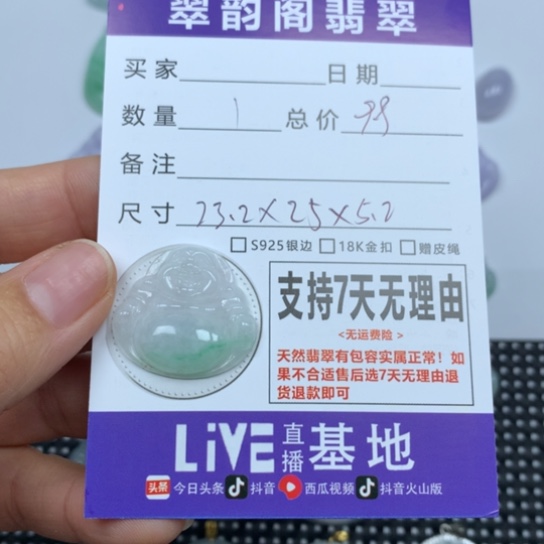 翠韵阁翡翠
买家 日期
数量 1 总价 99
备注
尺寸 23.2×25×5.2
S925银边 18K金扣 赠皮绳
支持7天无理由
<无运费险>
天然翡翠有包容实属正常！如
果不合适售后选7天无理由退
货退款即可
LiVE直播基地
头条 今日头条 抖音 西瓜视频 抖音火山版